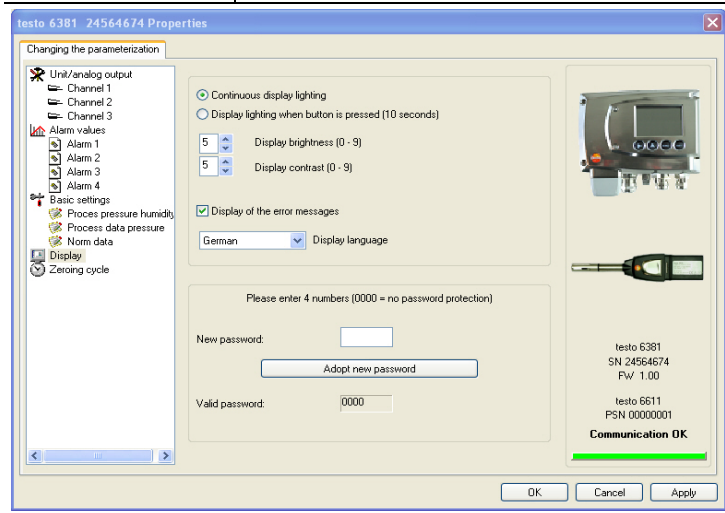 testo 6381 24564674 Properties
Changing the parameterization
Unit/analog output
Channel 1
Channel 2
Channel 3
Alarm values
Alarm 1
Alarm 2
Alarm 3
Alarm 4
Basic settings
Proces pressure humidity
Process data pressure
Norm data
Display
Zeroing cycle
Continuous display lighting
Display lighting when button is pressed (10 seconds)
5 Display brightness (0 - 9)
5 Display contrast (0 - 9)
Display of the error messages
German Display language
Please enter 4 numbers (0000 = no password protection)
New password:
Adopt new password
Valid password: 0000
testo 6381
SN 24564674
FW 1.00
testo 6611
PSN 00000001
Communication OK
OK Cancel Apply